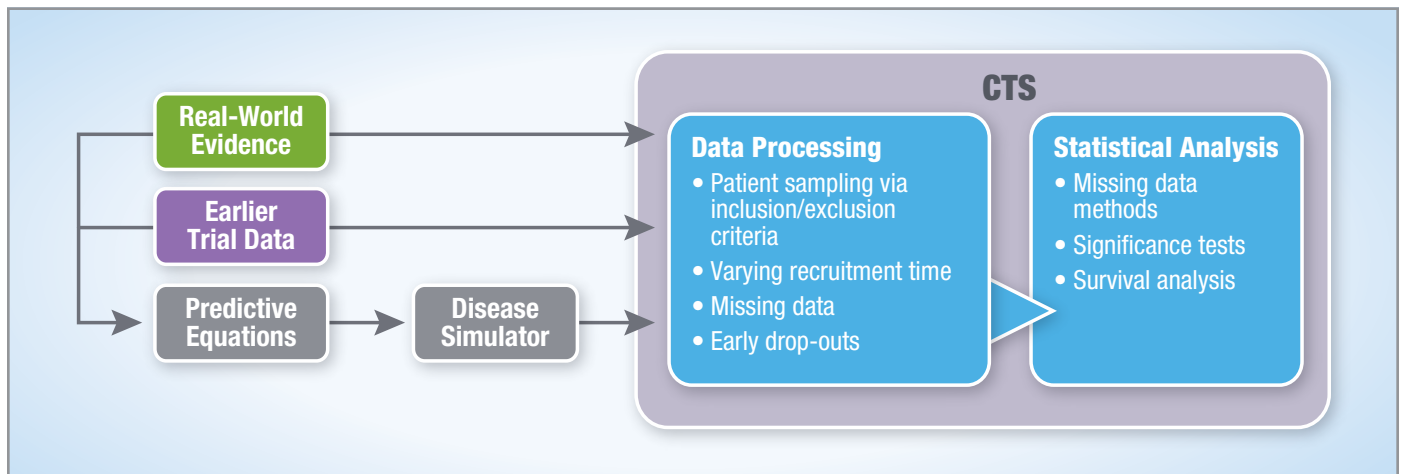 CTS
Real-World
Evidence
Earlier
Trial Data
Predictive
Equations
Disease
Simulator
Data Processing
• Patient sampling via
inclusion/exclusion
criteria
• Varying recruitment time
• Missing data
• Early drop-outs
Statistical Analysis
• Missing data
methods
• Significance tests
• Survival analysis